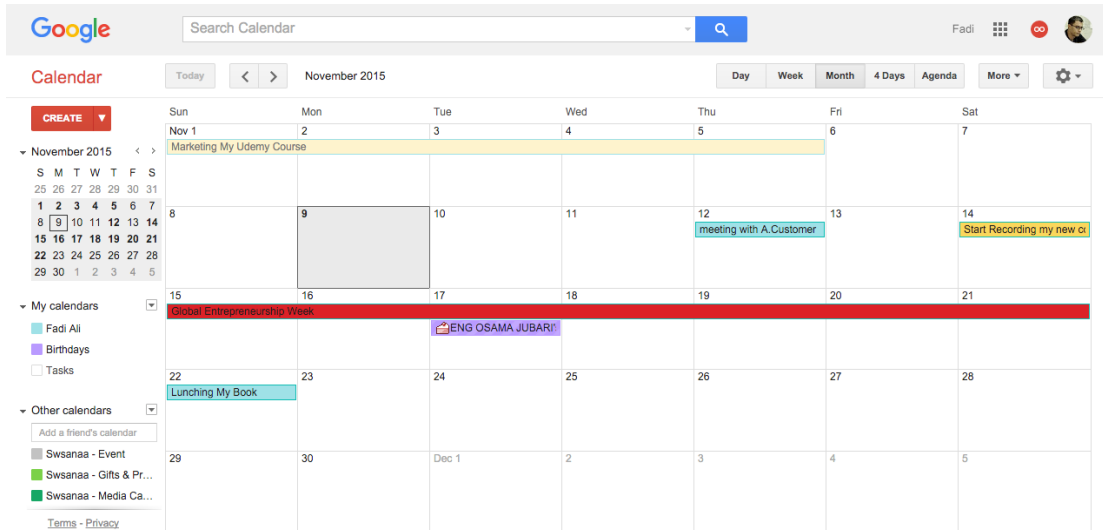 Google
Search Calendar
Fadi
Calendar
Today
November 2015
Day Week Month 4 Days Agenda
More
CREATE
November 2015
S M T W T F S
25 26 27 28 29 30 31
1 2 3 4 5 6 7
8 9 10 11 12 13 14
15 16 17 18 19 20 21
22 23 24 25 26 27 28
29 30 1 2 3 4 5
My calendars
Fadi Ali
Birthdays
Tasks
Other calendars
Add a friend's calendar
Swsanaa - Event
Swsanaa - Gifts & Pr...
Swsanaa - Media Ca...
Terms - Privacy
Sun Mon Tue Wed Thu Fri Sat
Nov 1 2 3 4 5 6 7
Marketing My Udemy Course
8 9 10 11 12 13 14
meeting with A.Customer
Start Recording my new
15 16 17 18 19 20 21
Global Entrepreneurship Week
ENG OSAMA
22 23 24 25 26 27 28
Lunching My Book
29 30 Dec 1 2 3 4 5